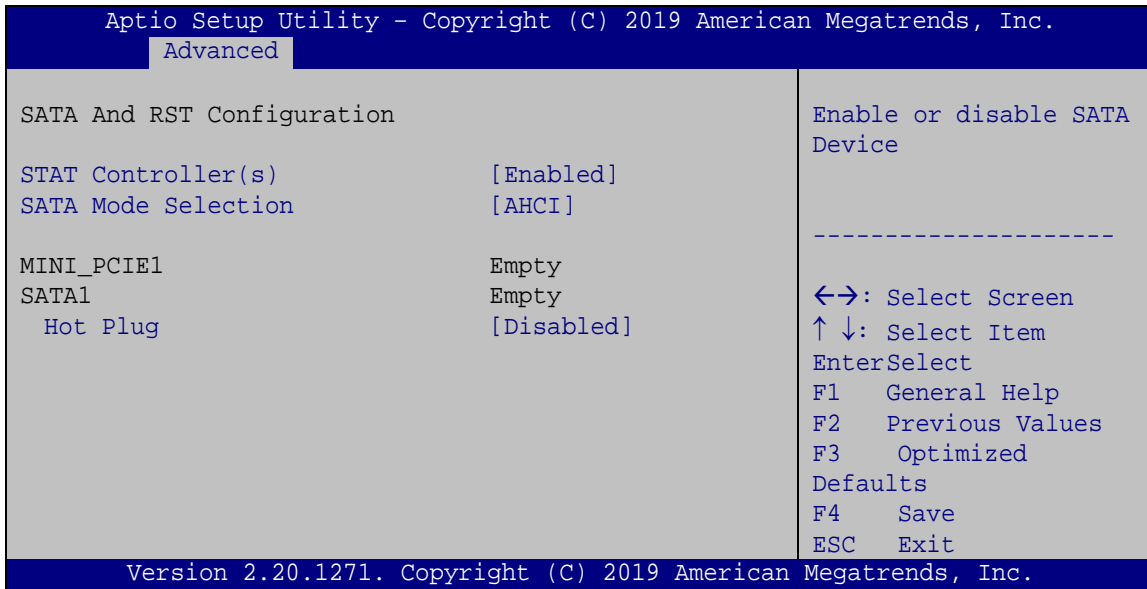 Aptio Setup Utility – Copyright (C) 2019 American Megatrends, Inc.
Advanced
SATA And RST Configuration
STAT Controller(s) [Enabled]
SATA Mode Selection [AHCI]
MINI_PCIE1 Empty
SATA1 Empty
Hot Plug [Disabled]
Enable or disable SATA
Device
---------------------
←→: Select Screen
↑ ↓: Select Item
EnterSelect
F1 General Help
F2 Previous Values
F3 Optimized
Defaults
F4 Save
ESC Exit
Version 2.20.1271. Copyright (C) 2019 American Megatrends, Inc.